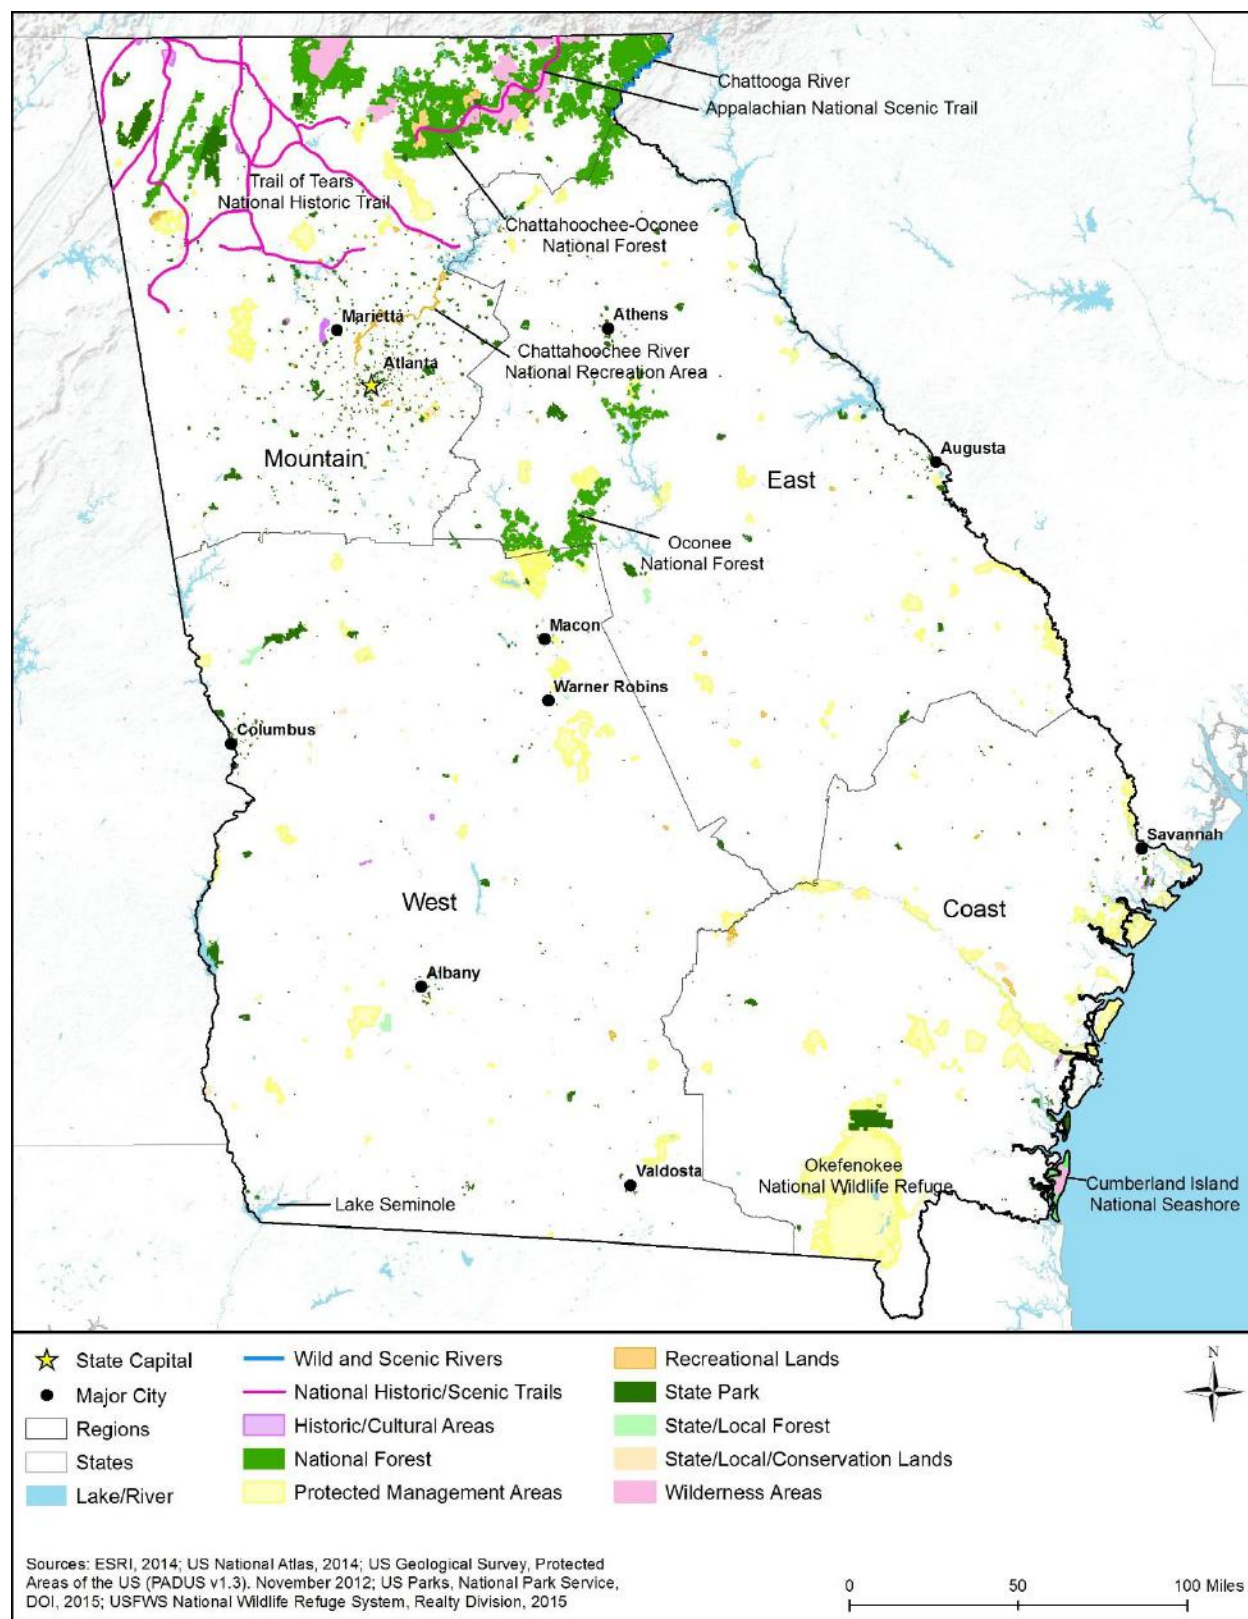 Chattooga River
Appalachian National Scenic Trail
Trail of Tears
National Historic Trail
Chattahoochee-Oconee
National Forest
Marietta
Athens
Chattahoochee River
National Recreation Area
Atlanta
Mountain
Augusta
East
Oconee
National Forest
Macon
Warner Robins
Columbus
Savannah
West
Coast
Albany
Okefenokee
National Wildlife Refuge
Valdosta
Cumberland Island
National Seashore
Lake Seminole
State Capital
Major City
Regions
States
Lake/River
Wild and Scenic Rivers
National Historic/Scenic Trails
Historic/Cultural Areas
National Forest
Protected Management Areas
Recreational Lands
State Park
State/Local Forest
State/Local/Conservation Lands
Wilderness Areas
N
Sources: ESRI, 2014; US National Atlas, 2014; US Geological Survey, Protected
Areas of the US (PADUS v1.3). November 2012; US Parks, National Park Service,
DOI, 2015; USFWS National Wildlife Refuge System, Realty Division, 2015
0 50 100 Miles